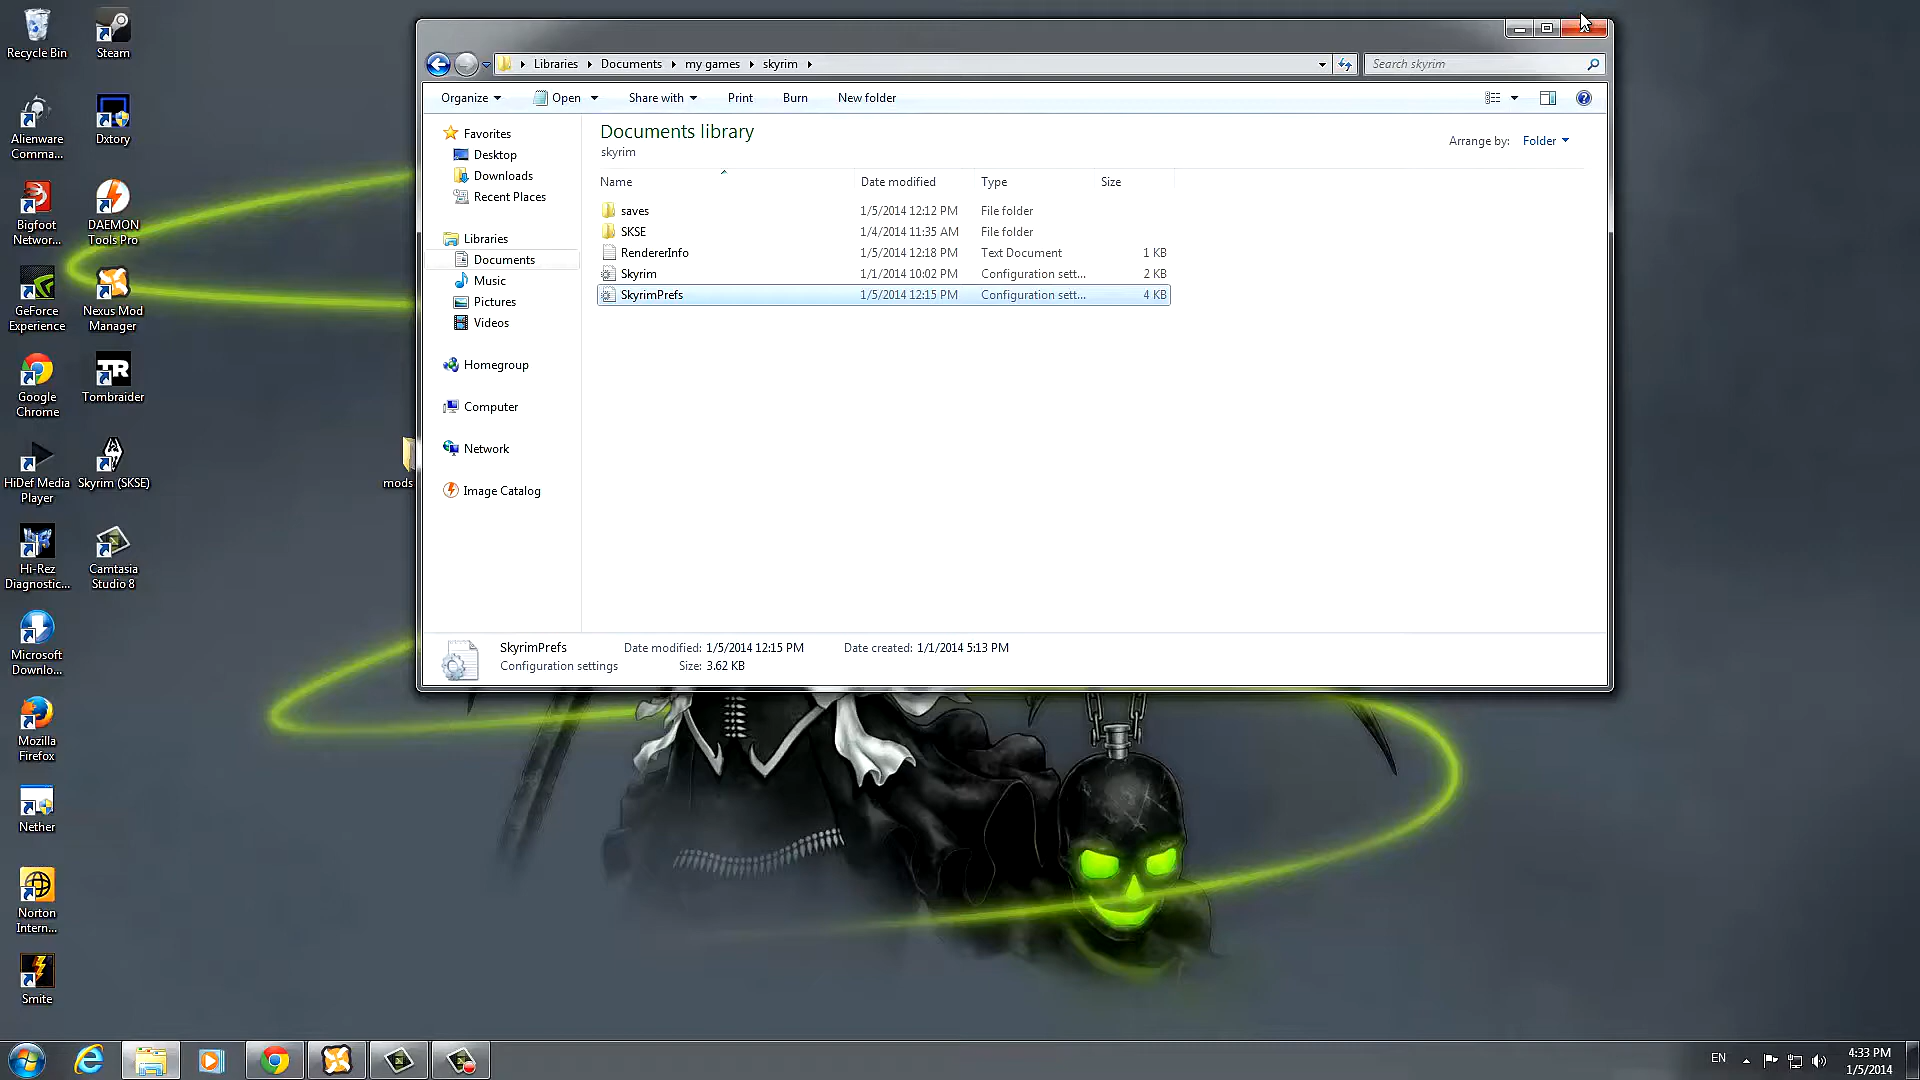 Recycle Bin
Steam
Alienware
Comma...
Dxtory
Bigfoot
Networ...
DAEMON
Tools Pro
GeForce
Experience
Nexus Mod
Manager
Google
Chrome
Tombraider
HiDef Media
Player
Skyrim (SKSE)
mods
Hi-Rez
Diagnostic...
Camtasia
Studio 8
Microsoft
Downlo...
Mozilla
Firefox
Nether
Norton
Intern...
Smite
Libraries
Documents
my games
skyrim
Search skyrim
Organize
Open
Share with
Print
Burn
New folder
Favorites
Desktop
Downloads
Recent Places
Libraries
Documents
Music
Pictures
Videos
Homegroup
Computer
Network
Image Catalog
Documents library
skyrim
Arrange by: Folder
Name Date modified Type Size
saves 1/5/2014 12:12 PM File folder
SKSE 1/4/2014 11:35 AM File folder
RendererInfo 1/5/2014 12:18 PM Text Document 1 KB
Skyrim 1/1/2014 10:02 PM Configuration sett... 2 KB
SkyrimPrefs 1/5/2014 12:15 PM Configuration sett... 4 KB
SkyrimPrefs Date modified: 1/5/2014 12:15 PM Date created: 1/1/2014 5:13 PM
Configuration settings Size: 3.62 KB
EN
4:33 PM
1/5/2014